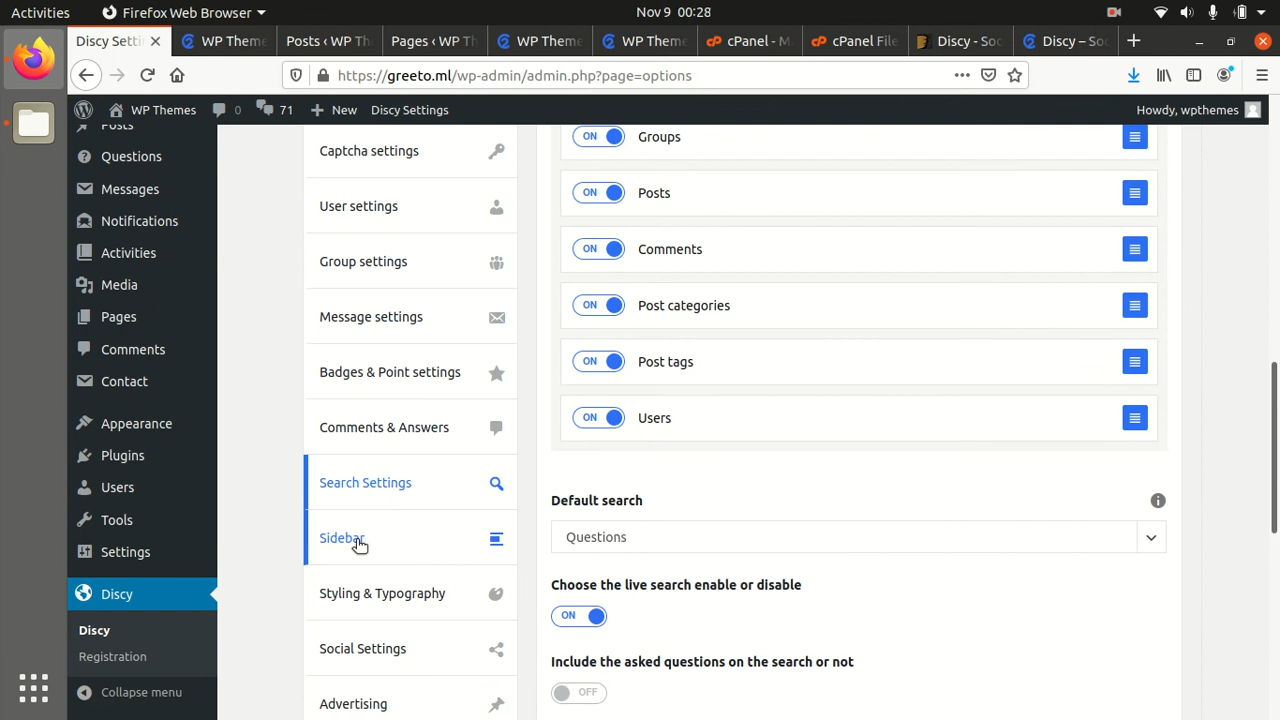 Activities
Firefox Web Browser
Nov 9 00:28
Discy Setti
WP Theme
Posts ‹ WP Th
Pages ‹ WP Th
WP Theme
WP Theme
cPanel - M
cPanel File
Discy - Soc
Discy – Soc
https://greeto.ml/wp-admin/admin.php?page=options
WP Themes
0
71
New
Discy Settings
Howdy, wpthemes
Posts
Questions
Messages
Notifications
Activities
Media
Pages
Comments
Contact
Appearance
Plugins
Users
Tools
Settings
Discy
Discy
Registration
Collapse menu
Captcha settings
User settings
Group settings
Message settings
Badges & Point settings
Comments & Answers
Search Settings
Sidebar
Styling & Typography
Social Settings
Advertising
ON Groups
ON Posts
ON Comments
ON Post categories
ON Post tags
ON Users
Default search
Questions
Choose the live search enable or disable
ON
Include the asked questions on the search or not
OFF